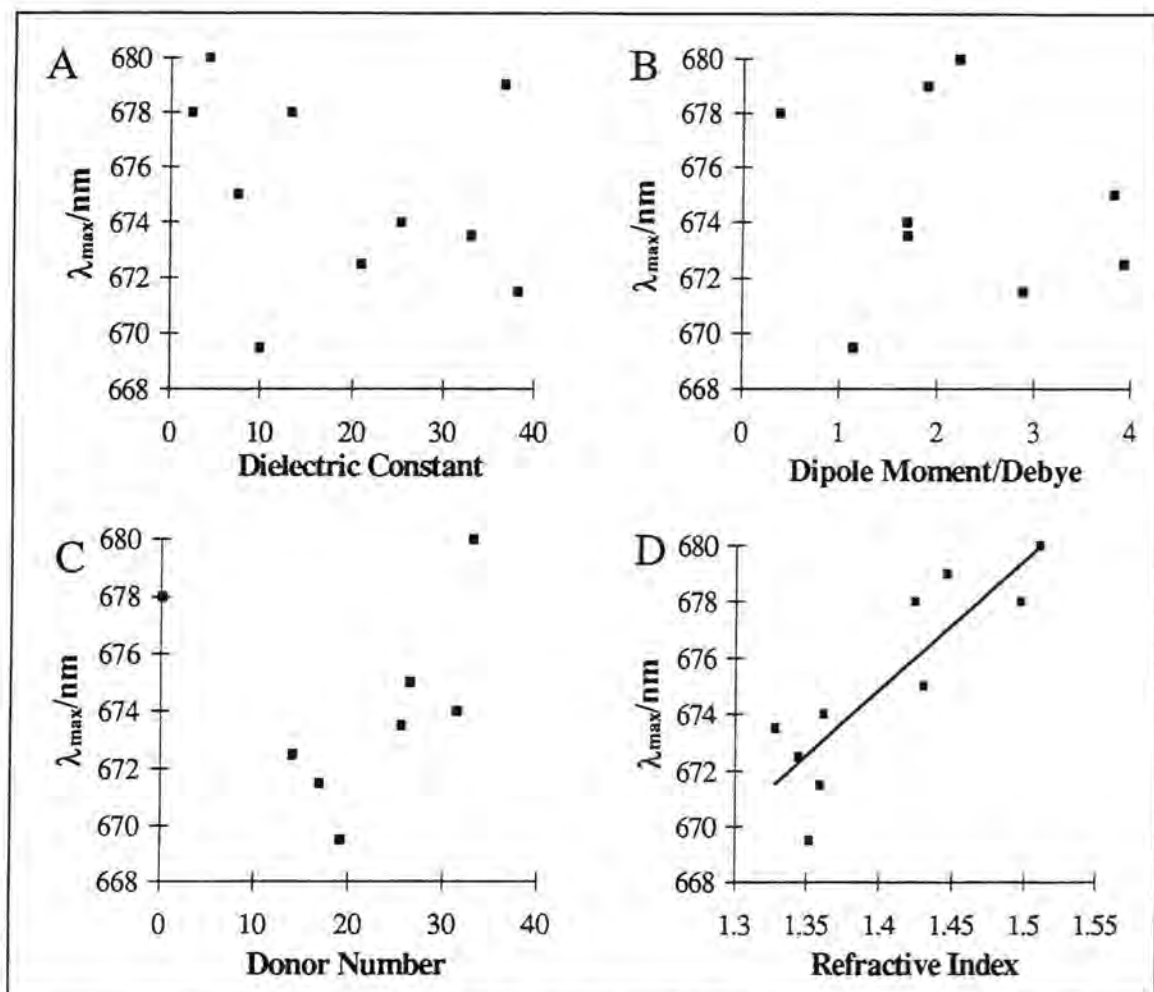 A
680
678
676
674
672
670
668
λmax/nm
0 10 20 30 40
Dielectric Constant
B
680
678
676
674
672
670
668
λmax/nm
0 1 2 3 4
Dipole Moment/Debye
C
680
678
676
674
672
670
668
λmax/nm
0 10 20 30 40
Donor Number
D
680
678
676
674
672
670
668
λmax/nm
1.3 1.35 1.4 1.45 1.5 1.55
Refractive Index